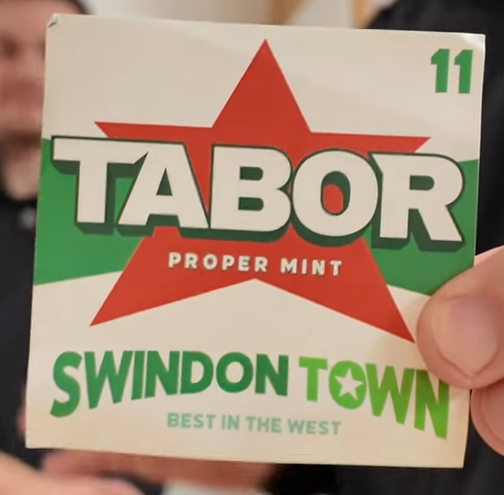 11
TABOR
PROPER MINT
SWINDON TOWN
BEST IN THE WEST